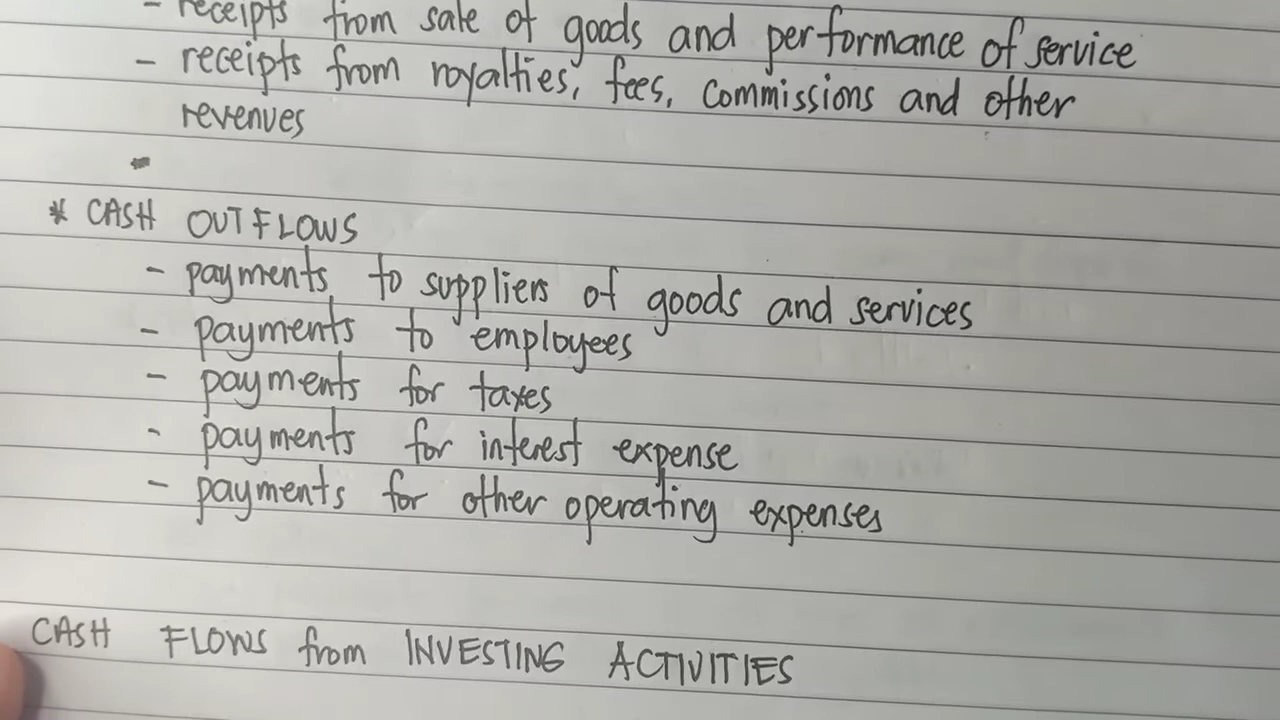 - receipts from sale of goods and performance of service
- receipts from royalties, fees, commissions and other
revenues
* CASH OUTFLOWS
- payments to suppliers of goods and services
- payments to employees
- payments for taxes
- payments for interest expense
- payments for other operating expenses
CASH FLOWS from INVESTING ACTIVITIES